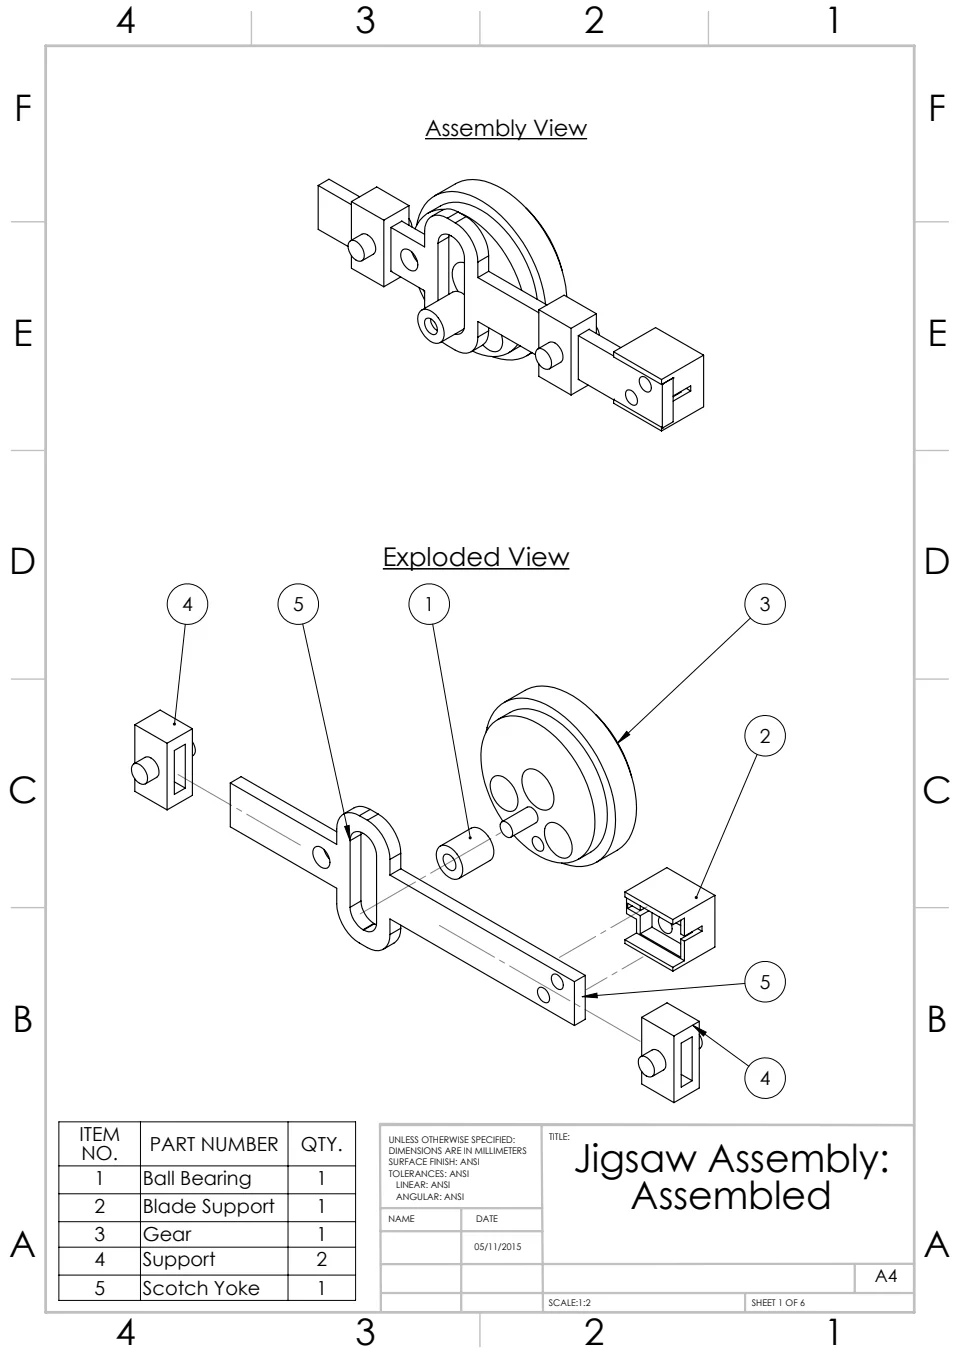 4 3 2 1
F F
Assembly View
E E
D D
Exploded View
4 5 1 3
2
C C
5
B B
4
ITEM NO. PART NUMBER QTY.
1 Ball Bearing 1
2 Blade Support 1
3 Gear 1
4 Support 2
5 Scotch Yoke 1
UNLESS OTHERWISE SPECIFIED:
DIMENSIONS ARE IN MILLIMETERS
SURFACE FINISH: ANSI
TOLERANCES: ANSI
LINEAR: ANSI
ANGULAR: ANSI
NAME DATE
05/11/2015
TITLE:
Jigsaw Assembly:
Assembled
A A
A4
SCALE:1:2 SHEET 1 OF 6
4 3 2 1